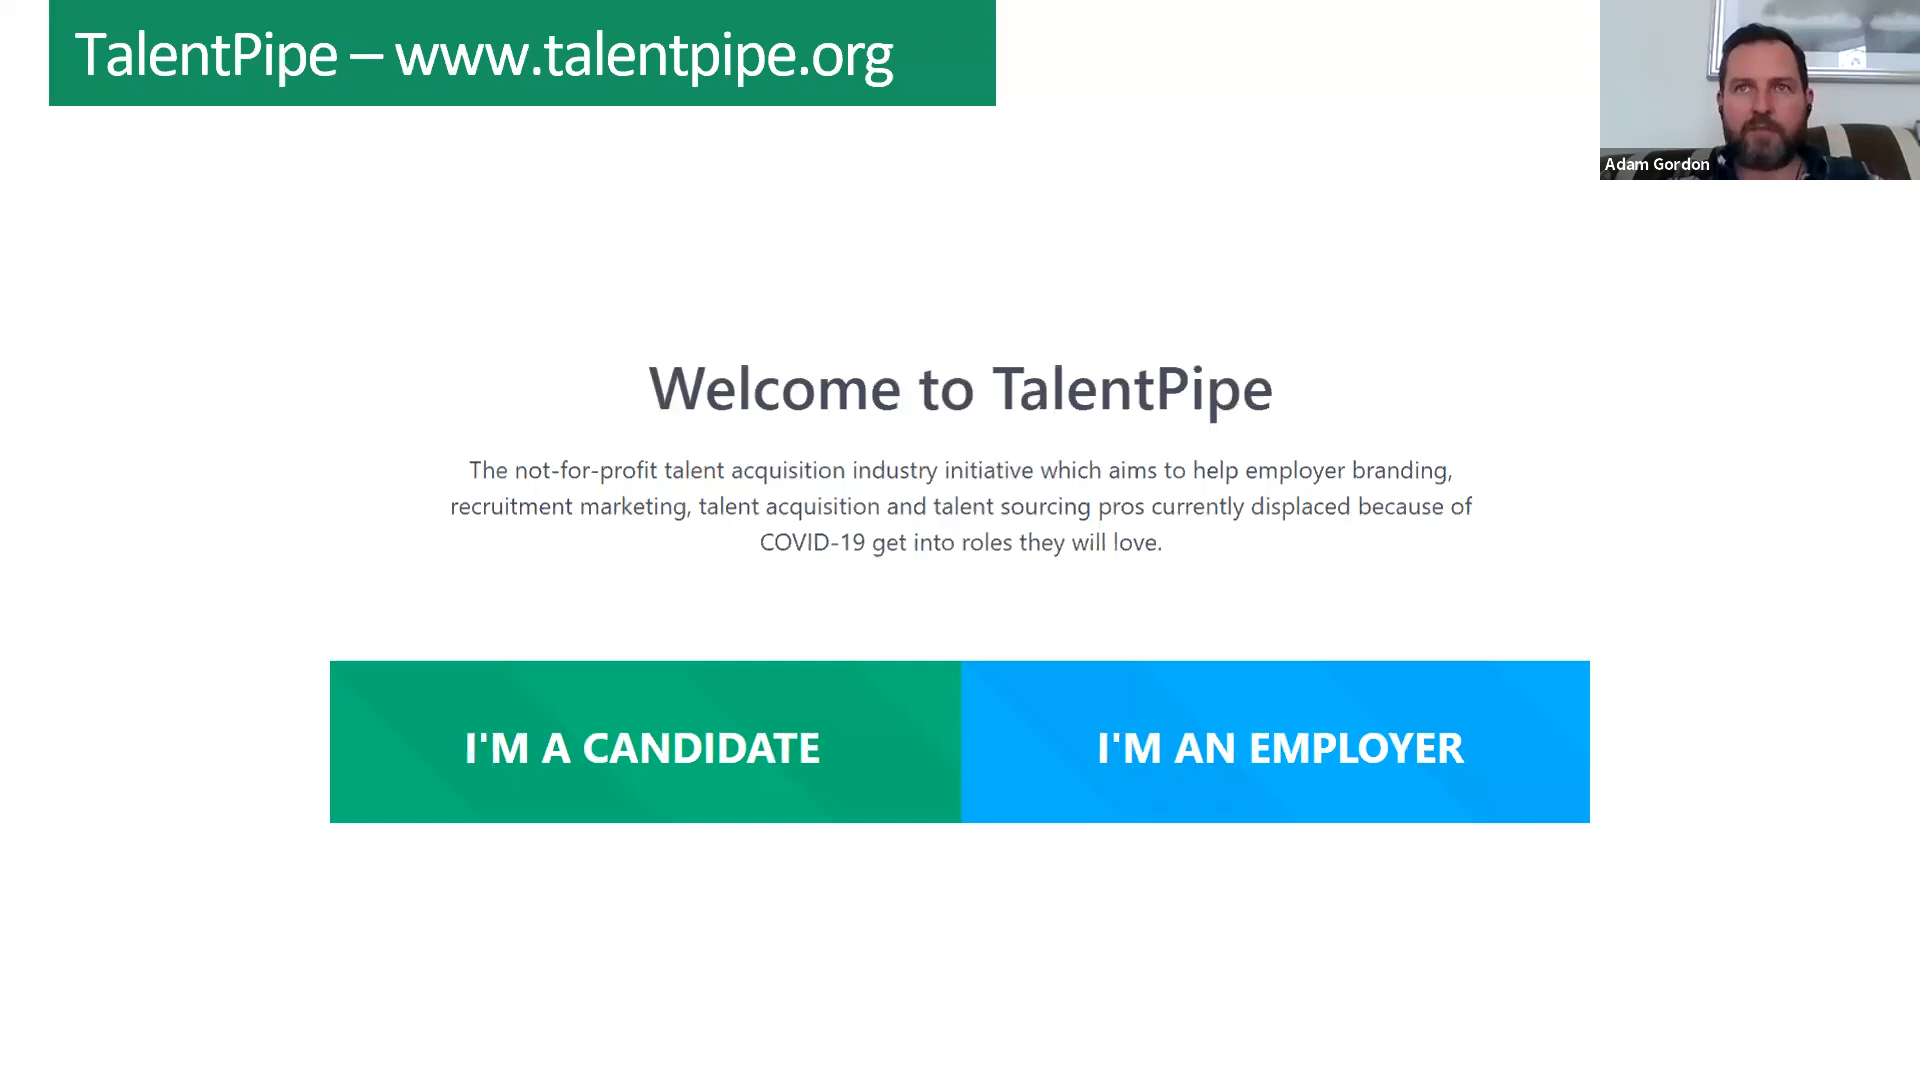 TalentPipe – www.talentpipe.org
Adam Gordon
Welcome to TalentPipe
The not-for-profit talent acquisition industry initiative which aims to help employer branding,
recruitment marketing, talent acquisition and talent sourcing pros currently displaced because of
COVID-19 get into roles they will love.
I'M A CANDIDATE
I'M AN EMPLOYER